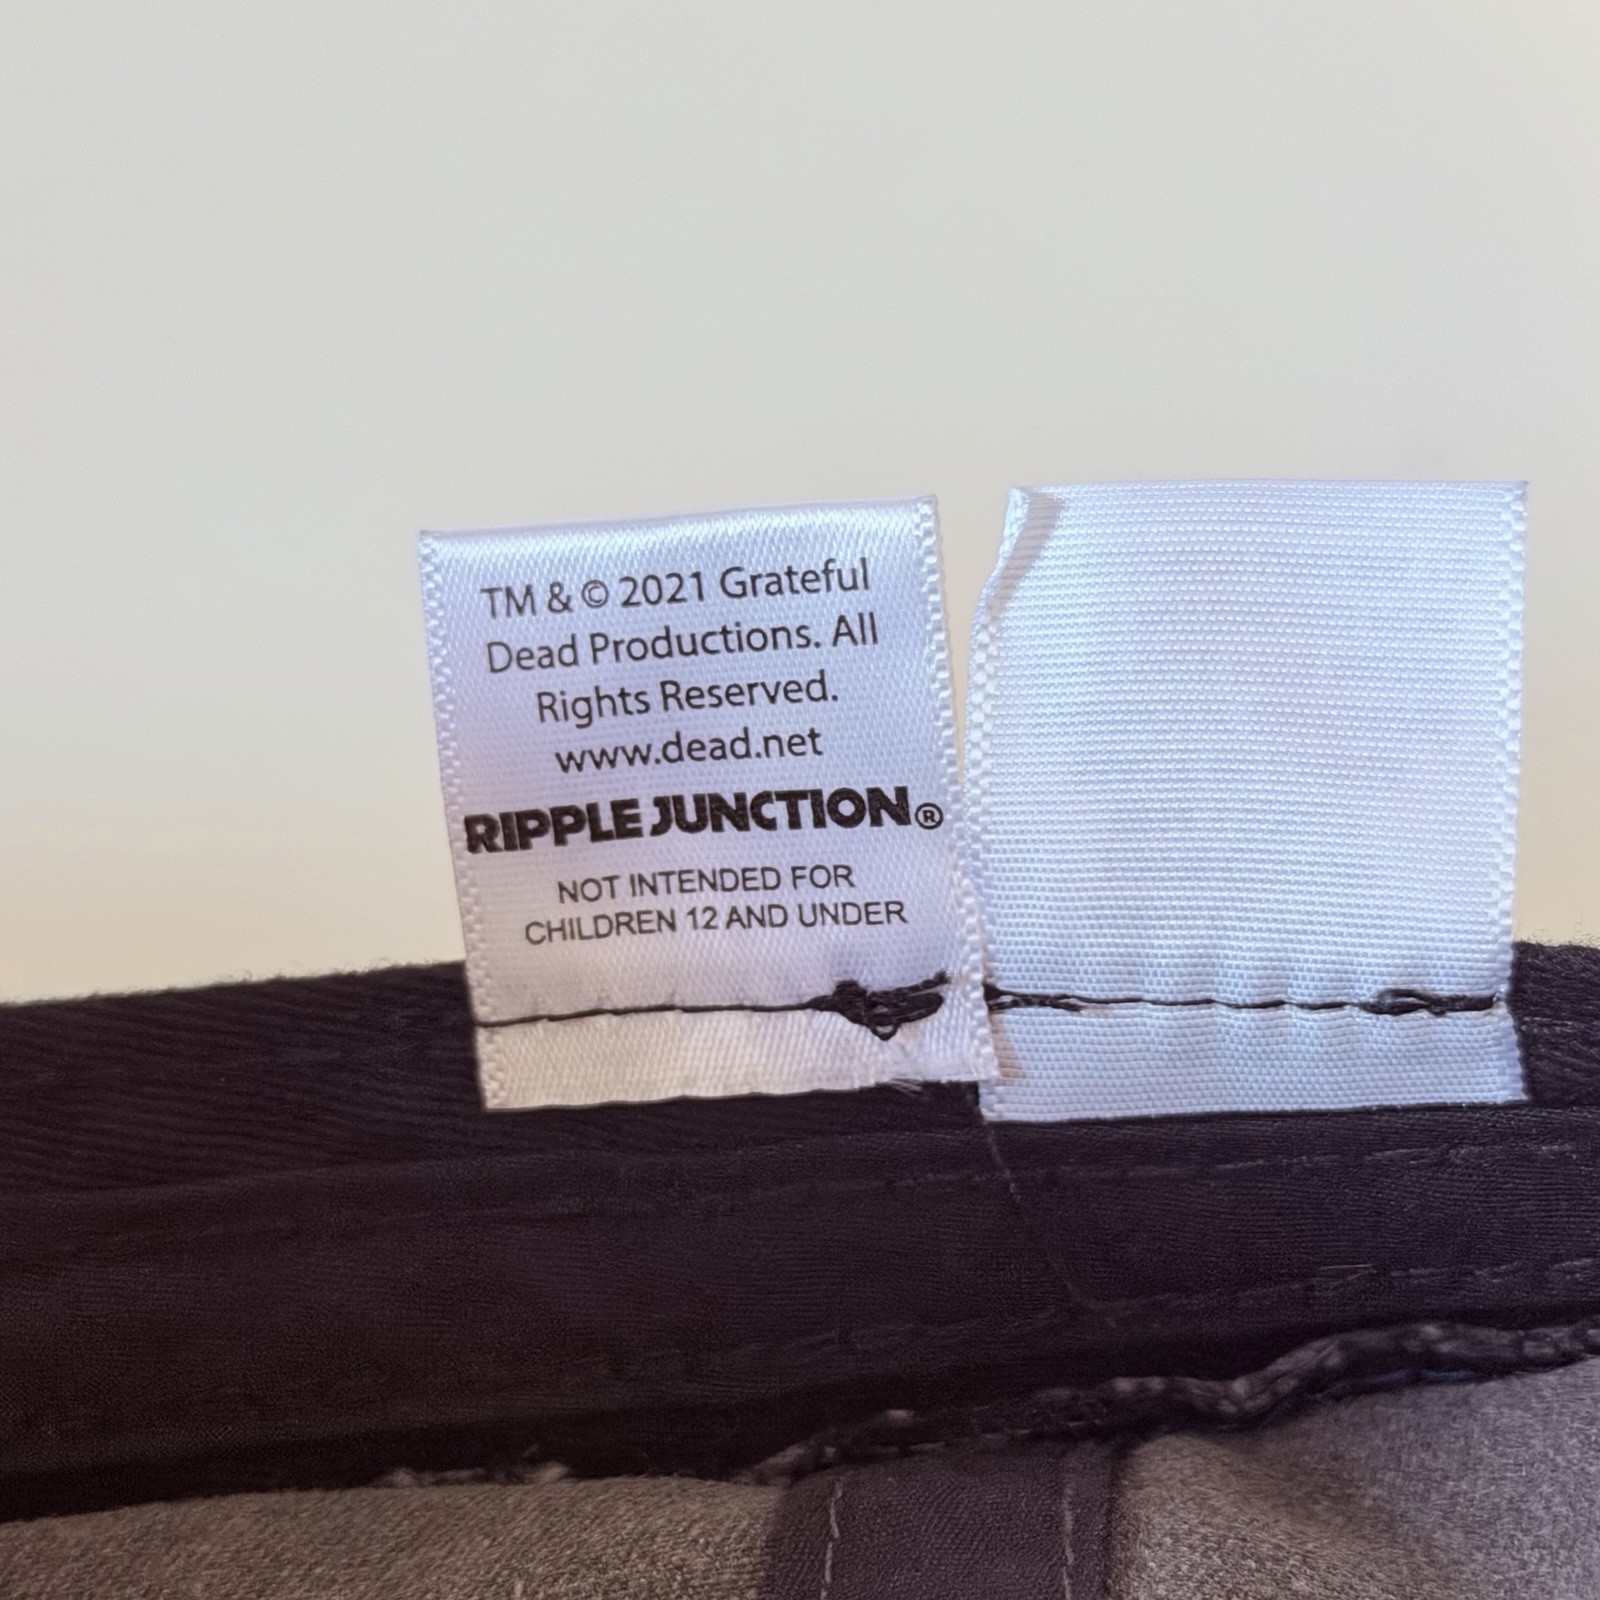 TM & © 2021 Grateful
Dead Productions. All
Rights Reserved.
www.dead.net
RIPPLE JUNCTION®
NOT INTENDED FOR
CHILDREN 12 AND UNDER